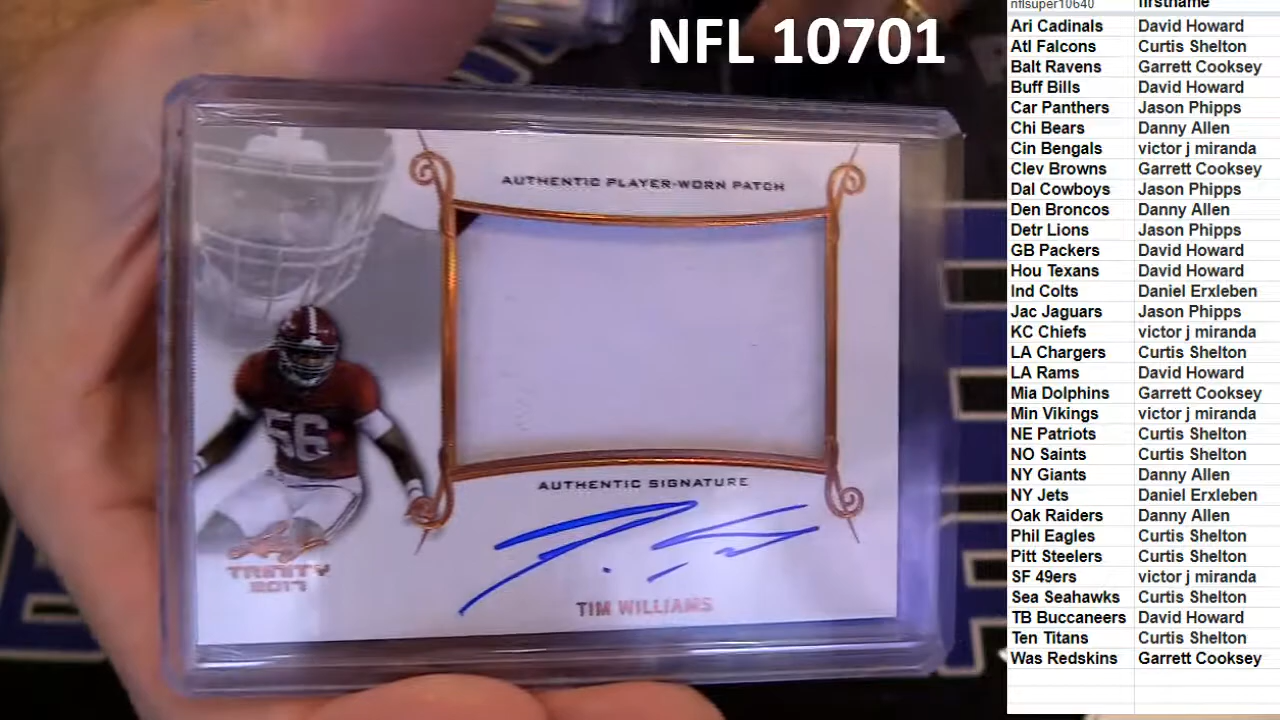 NFL 10701
AUTHENTIC PLAYER-WORN PATCH
56
AUTHENTIC SIGNATURE
Leaf
TRINITY
2017
TIM WILLIAMS
nflsuper10640 firstname
Ari Cadinals David Howard
Atl Falcons Curtis Shelton
Balt Ravens Garrett Cooksey
Buff Bills David Howard
Car Panthers Jason Phipps
Chi Bears Danny Allen
Cin Bengals victor j miranda
Clev Browns Garrett Cooksey
Dal Cowboys Jason Phipps
Den Broncos Danny Allen
Detr Lions Jason Phipps
GB Packers David Howard
Hou Texans David Howard
Ind Colts Daniel Erxleben
Jac Jaguars Jason Phipps
KC Chiefs victor j miranda
LA Chargers Curtis Shelton
LA Rams David Howard
Mia Dolphins Garrett Cooksey
Min Vikings victor j miranda
NE Patriots Curtis Shelton
NO Saints Curtis Shelton
NY Giants Danny Allen
NY Jets Daniel Erxleben
Oak Raiders Danny Allen
Phil Eagles Curtis Shelton
Pitt Steelers Curtis Shelton
SF 49ers victor j miranda
Sea Seahawks Curtis Shelton
TB Buccaneers David Howard
Ten Titans Curtis Shelton
Was Redskins Garrett Cooksey